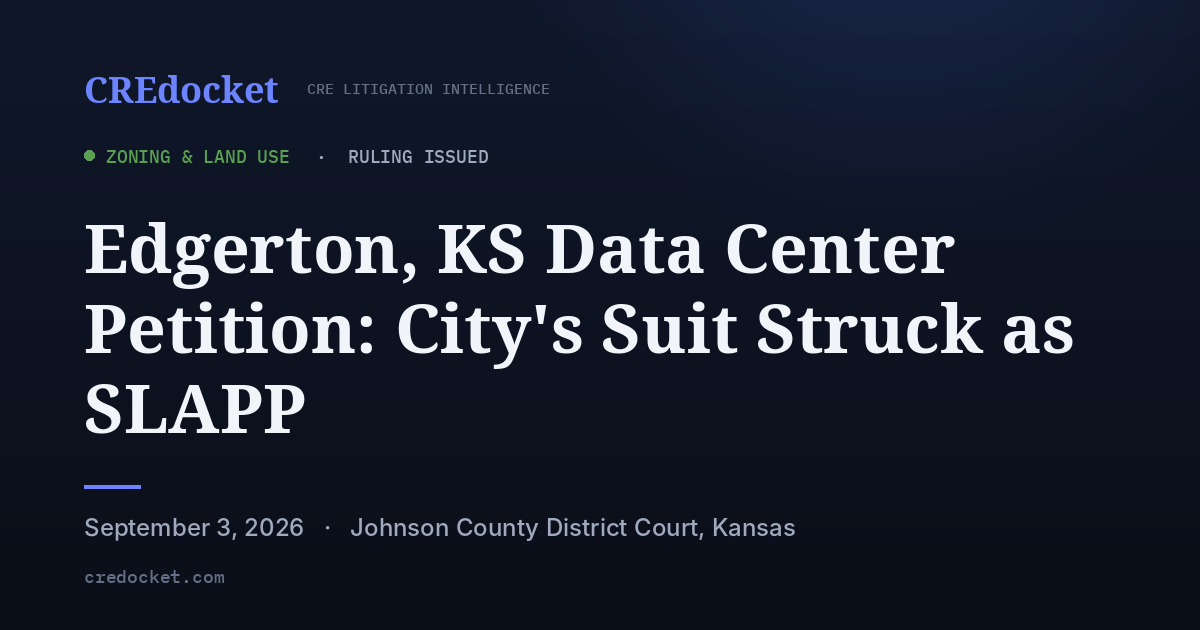 CREdocket CRE LITIGATION INTELLIGENCE
ZONING & LAND USE · RULING ISSUED
Edgerton, KS Data Center
Petition: City's Suit Struck as
SLAPP
September 3, 2026 · Johnson County District Court, Kansas
credocket.com